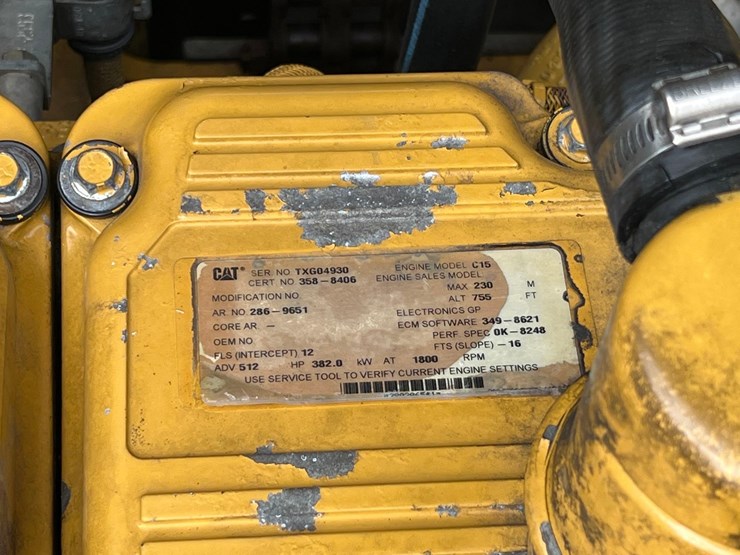 CAT SER. NO TXG04930 ENGINE MODEL C15
CERT NO 358-8406 ENGINE SALES MODEL
MAX 230 M
MODIFICATION NO. ALT 755 FT
AR. NO. 286-9651 ELECTRONICS GP
CORE AR - ECM SOFTWARE 349-8621
OEM NO. PERF. SPEC 0K-8248
FLS (INTERCEPT) 12 FTS (SLOPE) -16
ADV 512 HP 382.0 kW AT 1800 RPM
USE SERVICE TOOL TO VERIFY CURRENT ENGINE SETTINGS